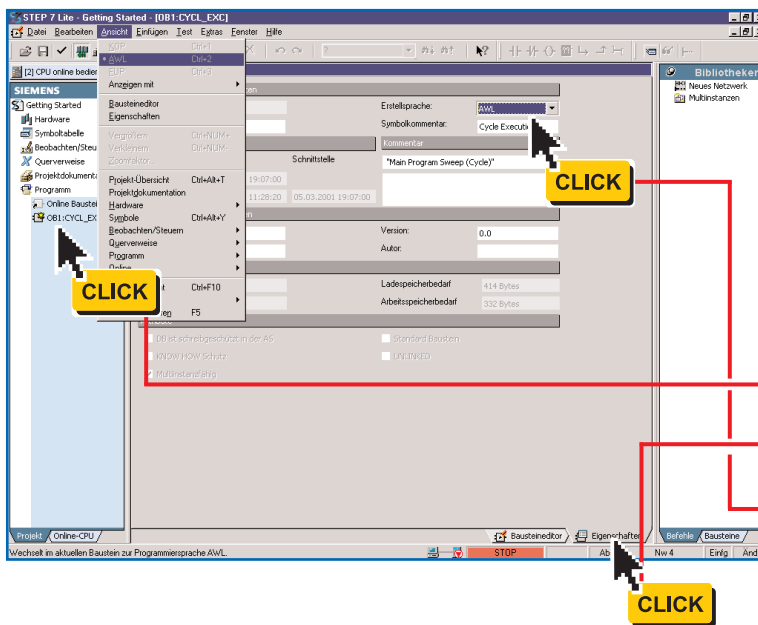 STEP 7 Lite - Getting Started - [OB1:CYCL_EXC]
Datei Bearbeiten Ansicht Einfügen Test Extras Fenster Hilfe
KOP Ctrl+1
AWL Ctrl+2
FUP Ctrl+3
Anzeigen mit
Bausteineditor
Eigenschaften
Vergrößern Ctrl+NUM+
Verkleinern Ctrl+NUM-
Zoomfaktor...
Projekt-Übersicht Ctrl+Alt+T
Projektdokumentation
Hardware
Symbole Ctrl+Alt+Y
Beobachten/Steuern
Querverweise
Programm
Online
Ctrl+F10
F5
?
[2] CPU online bedien
SIEMENS
Getting Started
Hardware
Symboltabelle
Beobachten/Steu
Querverweise
Projektdokumenta
Programm
Online Baustei
OB1:CYCL_EX
CLICK
Erstellsprache: AWL
Symbolkommentar: Cycle Executi
Kommentar
"Main Program Sweep (Cycle)"
CLICK
Schnittstelle
19:07:00
11:28:20 05.03.2001 19:07:00
Version: 0.0
Autor:
Ladespeicherbedarf 414 Bytes
Arbeitsspeicherbedarf 332 Bytes
DB ist schreibgeschützt in der AS
Standard Baustein
KNOW HOW Schutz
UNLINKED
Multiinstanzfähig
Bibliotheken
Neues Netzwerk
Multiinstanzen
Projekt Online-CPU
Bausteineditor Eigenschaften
Befehle Bausteine
Wechselt im aktuellen Baustein zur Programmiersprache AWL.
STOP
Ab
Nw 4 Einfg Änd
CLICK